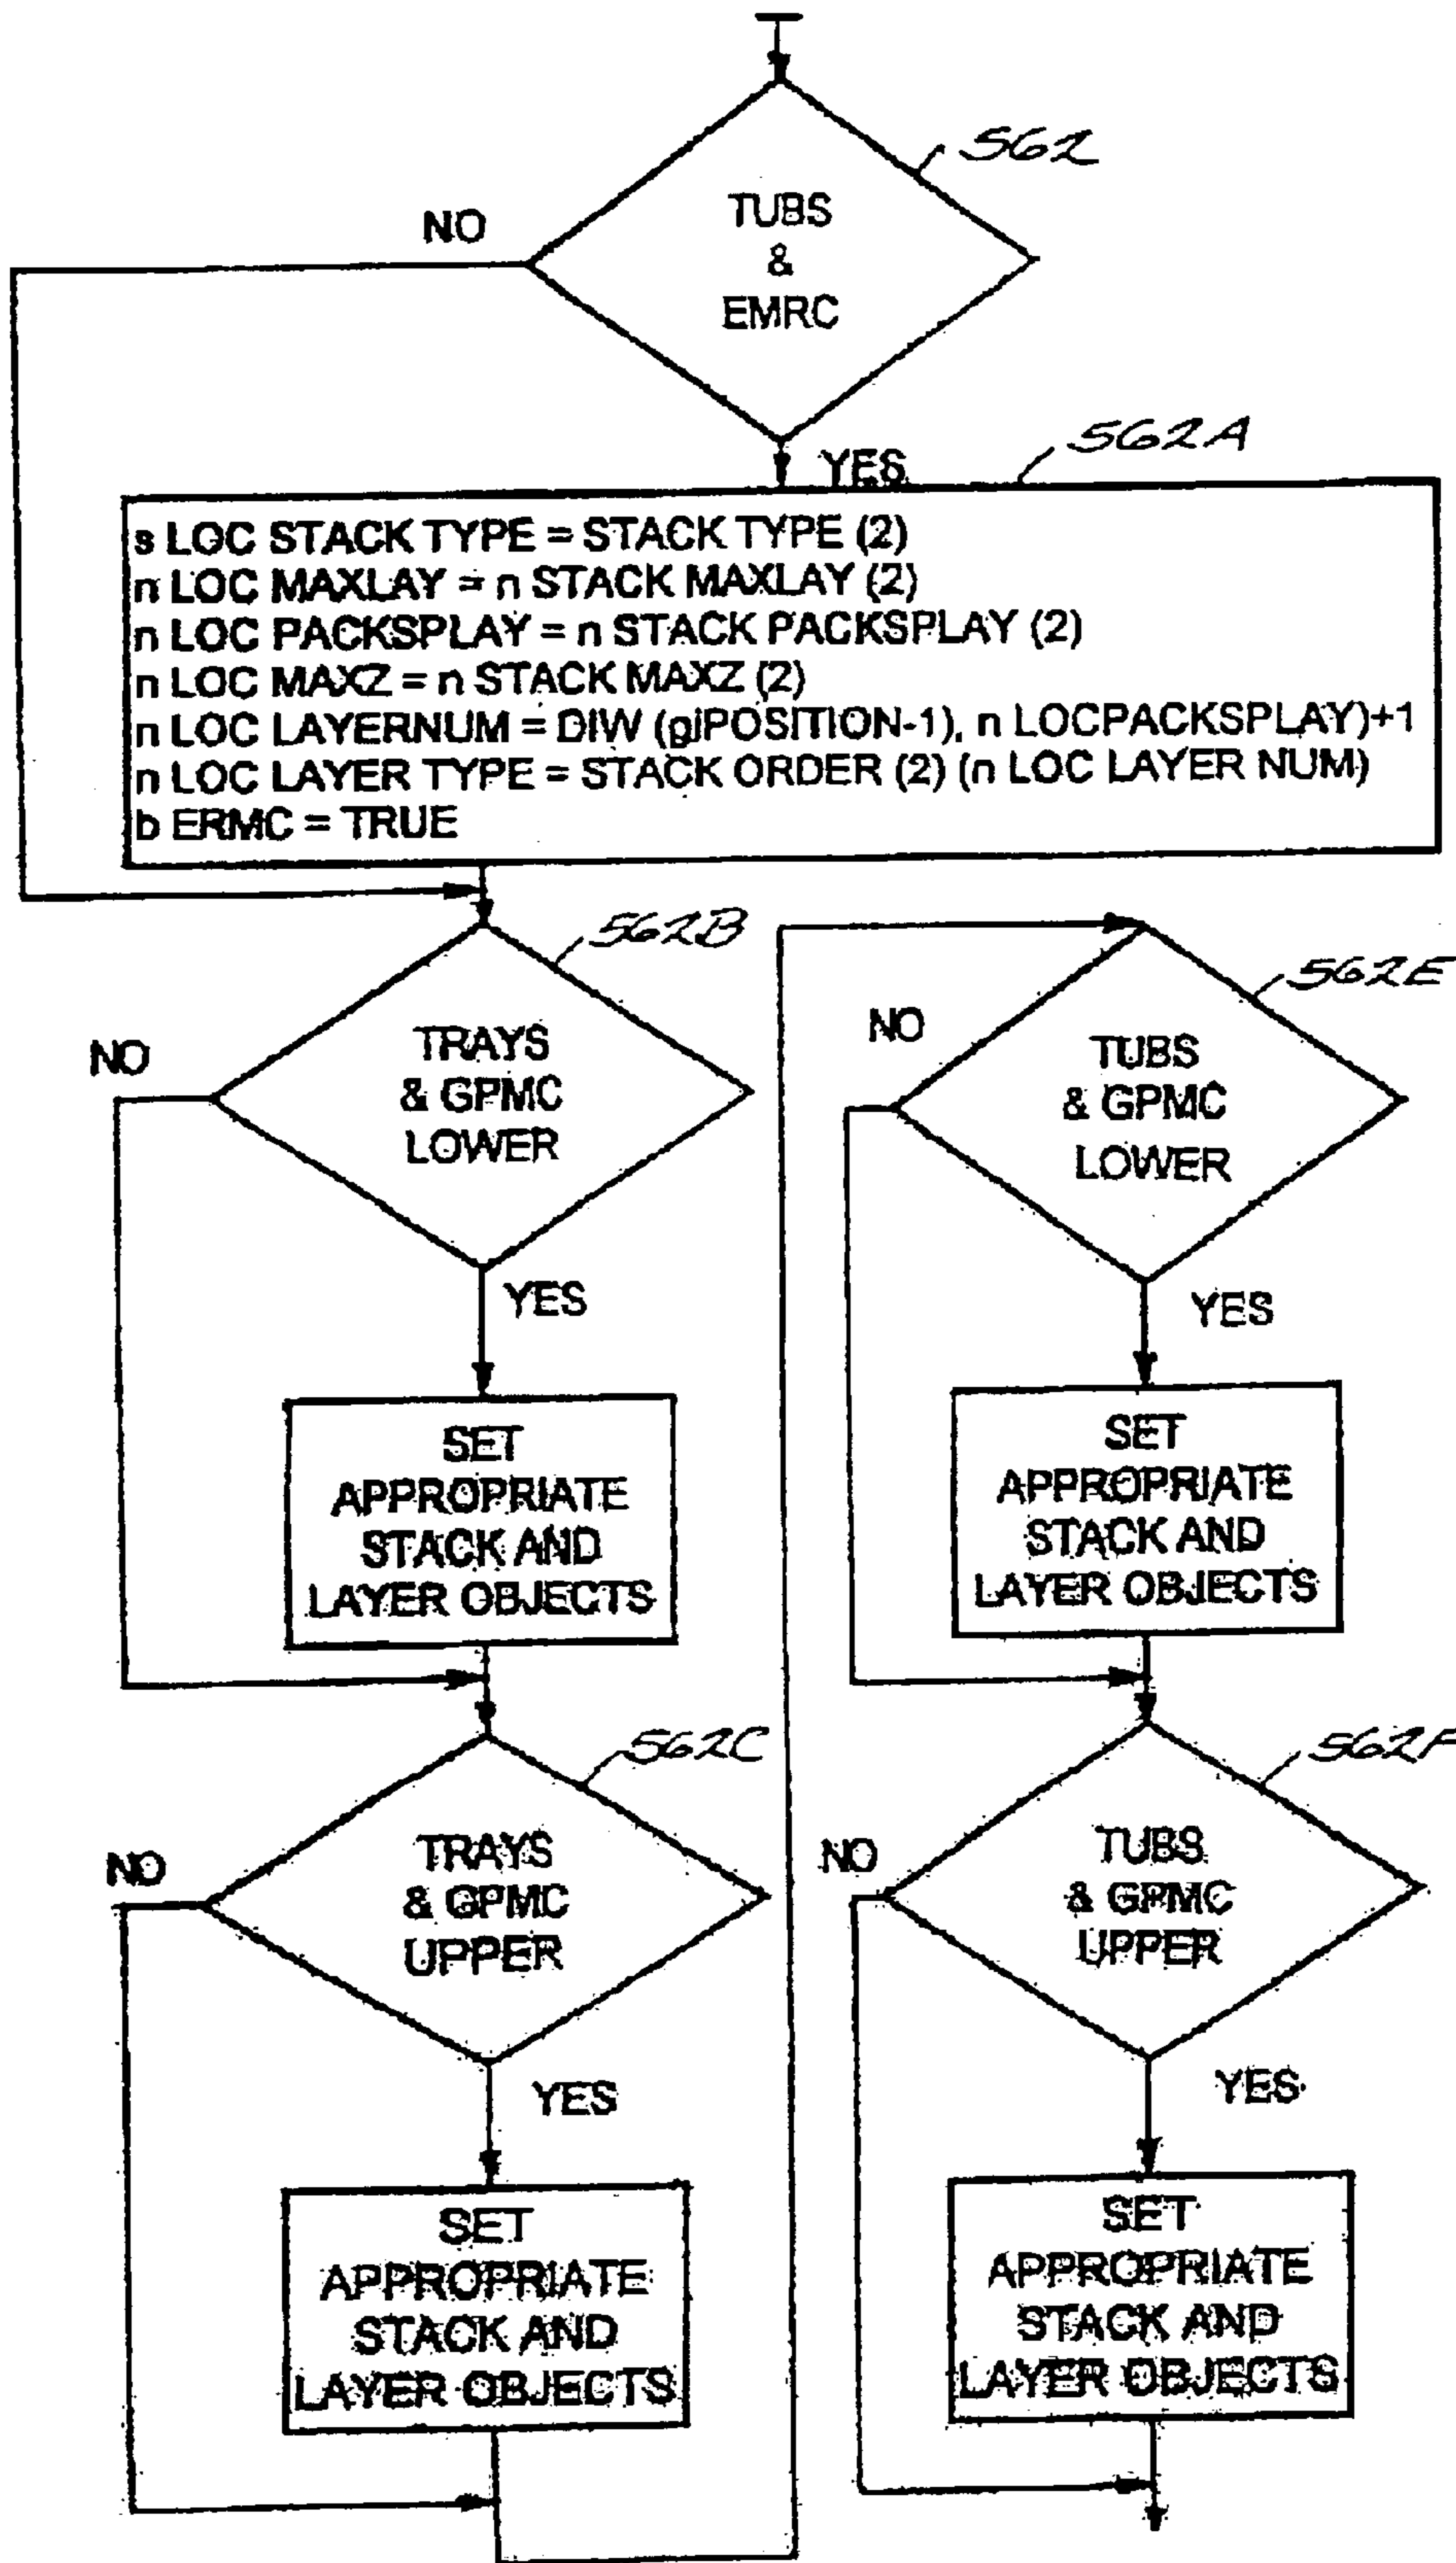 562
NO
TUBS
&
EMRC
YES
562A
s LOC STACK TYPE = STACK TYPE (2)
n LOC MAXLAY = n STACK MAXLAY (2)
n LOC PACKSPLAY = n STACK PACKSPLAY (2)
n LOC MAXZ = n STACK MAXZ (2)
n LOC LAYERNUM = DIW (giPOSITION-1), n LOCPACKSPLAY)+1
n LOC LAYER TYPE = STACK ORDER (2) (n LOC LAYER NUM)
b ERMC = TRUE
562B
NO
TRAYS
& GPMC
LOWER
YES
SET
APPROPRIATE
STACK AND
LAYER OBJECTS
562C
NO
TRAYS
& GPMC
UPPER
YES
SET
APPROPRIATE
STACK AND
LAYER OBJECTS
562E
NO
TUBS
& GPMC
LOWER
YES
SET
APPROPRIATE
STACK AND
LAYER OBJECTS
562F
NO
TUBS
& GPMC
UPPER
YES
SET
APPROPRIATE
STACK AND
LAYER OBJECTS